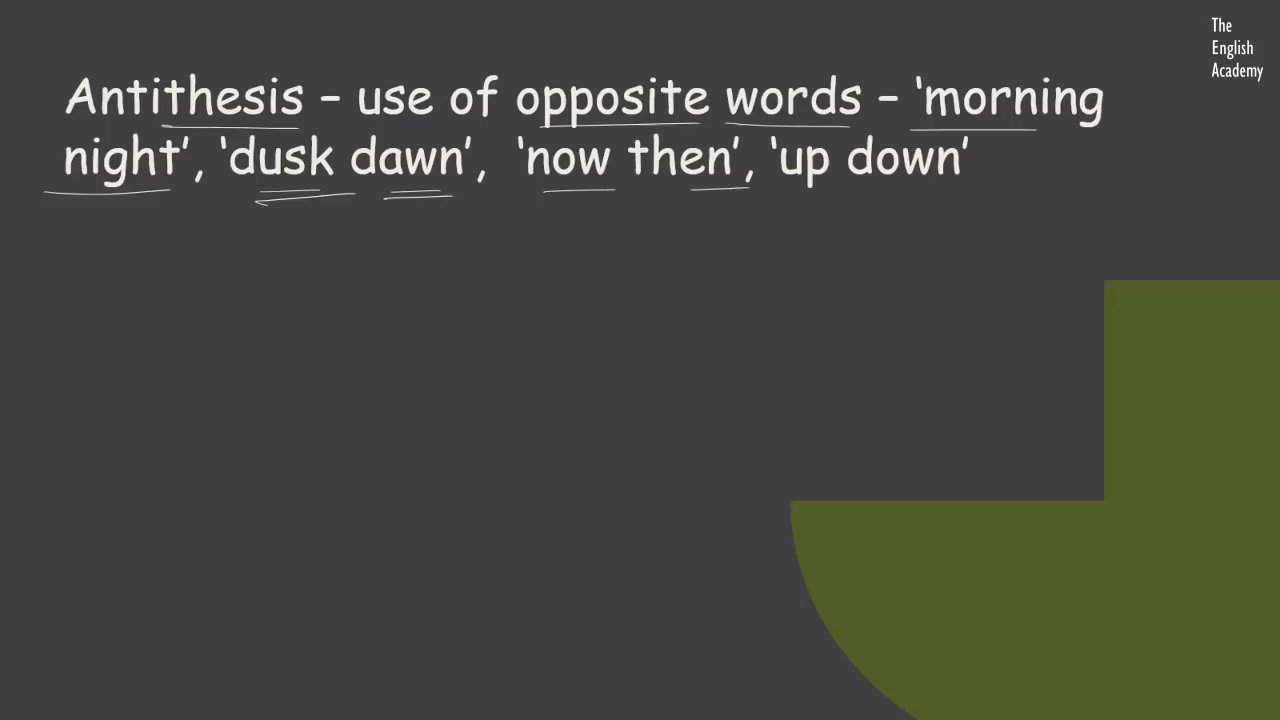 The
English
Academy
Antithesis – use of opposite words – ‘morning
night’, ‘dusk dawn’, ‘now then’, ‘up down’